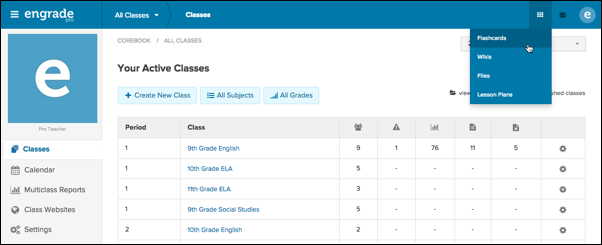 engrade
pro
All Classes
Classes
e
Flashcards
Wikis
Files
Lesson Plans
COREBOOK / ALL CLASSES
2
Your Active Classes
Create New Class
All Subjects
All Grades
view
shed classes
e
Pro Teacher
Classes
Calendar
Multiclass Reports
Class Websites
Settings
Period Class
1 9th Grade English 9 1 76 11 5
1 10th Grade ELA 5 - - - -
1 11th Grade ELA 3 - - - -
1 9th Grade Social Studies 5 - - - -
2 10th Grade English 2 - - - -